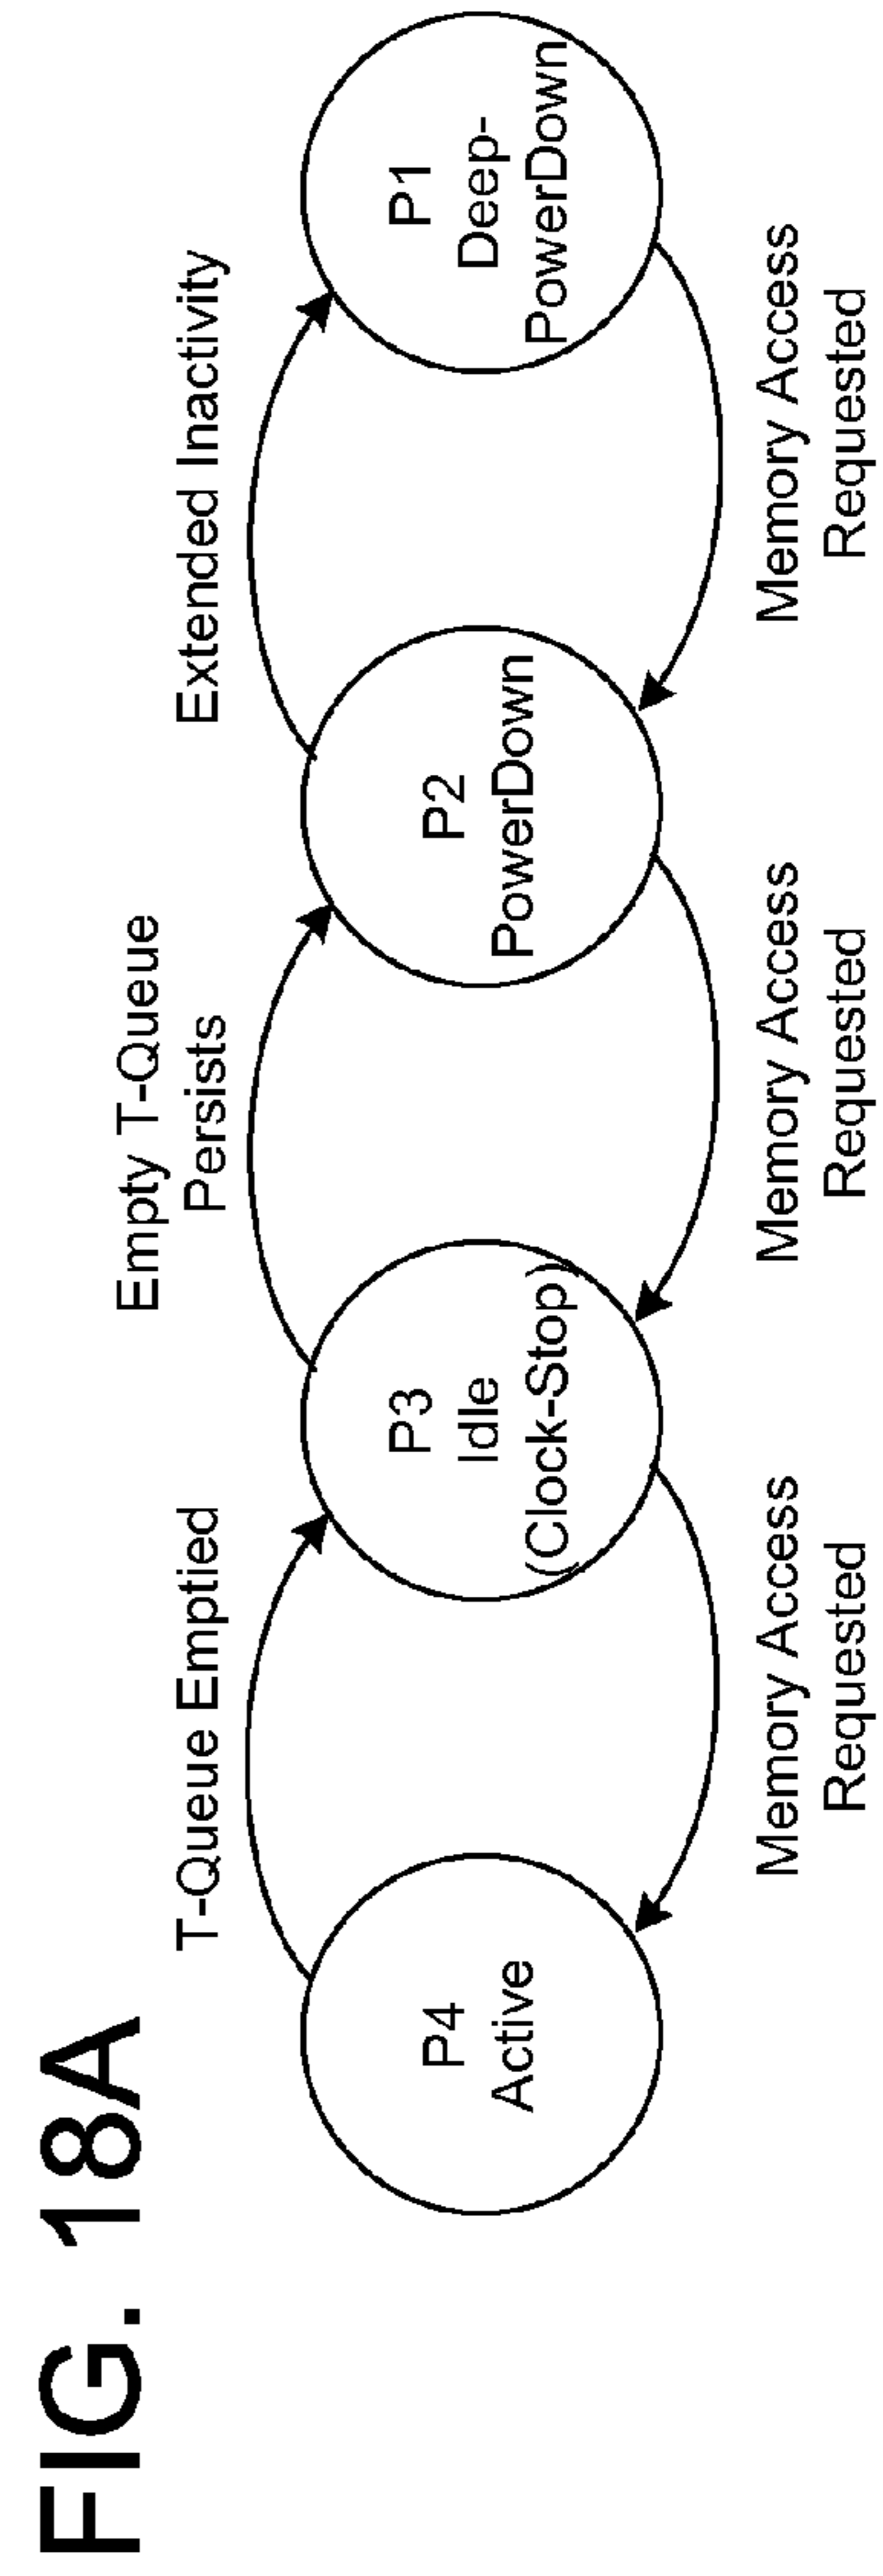 FIG. 18A
T-Queue Emptied
Empty T-Queue
Persists
Extended Inactivity
P4
Active
P3
Idle
(Clock-Stop)
P2
PowerDown
P1
Deep-
PowerDown
Memory Access
Requested
Memory Access
Requested
Memory Access
Requested